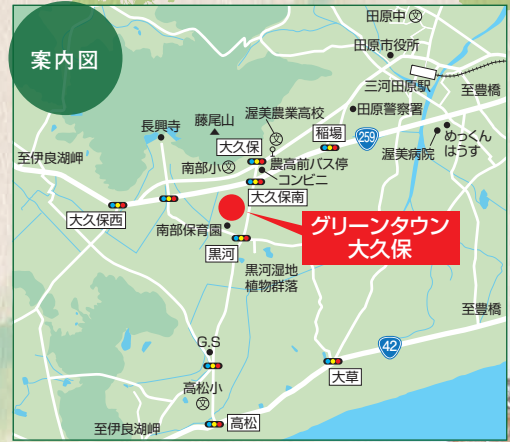 案内図
田原中 文
田原市役所
三河田原駅
至豊橋
田原警察署
めっくん
はうす
渥美病院
259
稲場
渥美農業高校
文
藤尾山
長興寺
大久保
至伊良湖岬
南部小文
農高前バス停
コンビニ
大久保南
大久保西
グリーンタウン
大久保
南部保育園
黒河
黒河湿地
植物群落
至豊橋
G.S
42
大草
高松小
文
高松
至伊良湖岬